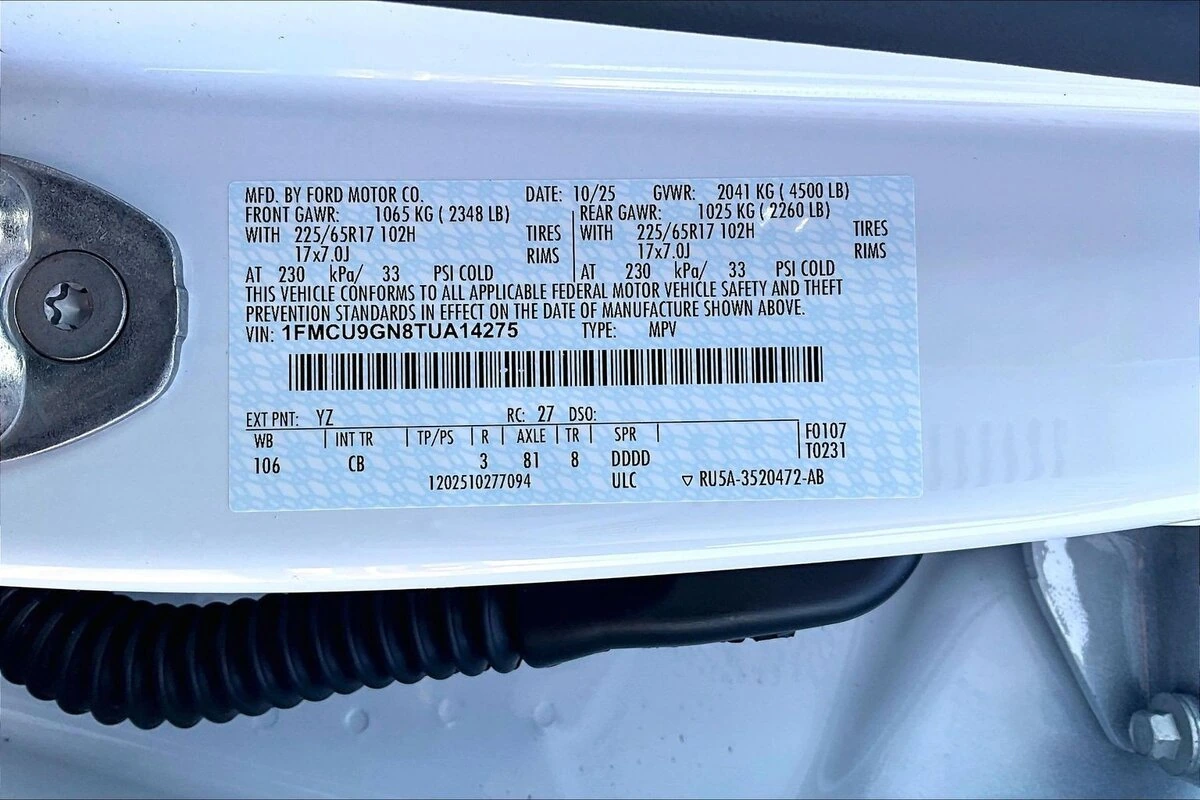 MFD. BY FORD MOTOR CO. DATE: 10/25 GVWR: 2041 KG ( 4500 LB)
FRONT GAWR: 1065 KG ( 2348 LB) REAR GAWR: 1025 KG ( 2260 LB)
WITH 225/65R17 102H TIRES WITH 225/65R17 102H TIRES
17x7.0J RIMS 17x7.0J RIMS
AT 230 kPa/ 33 PSI COLD AT 230 kPa/ 33 PSI COLD
THIS VEHICLE CONFORMS TO ALL APPLICABLE FEDERAL MOTOR VEHICLE SAFETY AND THEFT
PREVENTION STANDARDS IN EFFECT ON THE DATE OF MANUFACTURE SHOWN ABOVE.
VIN: 1FMCU9GN8TUA14275 TYPE: MPV
EXT PNT: YZ RC: 27 DSO:
WB INT TR TP/PS R AXLE TR SPR F0107
106 CB 3 81 8 DDDD T0231
1202510277094 ULC ▽ RU5A-3520472-AB